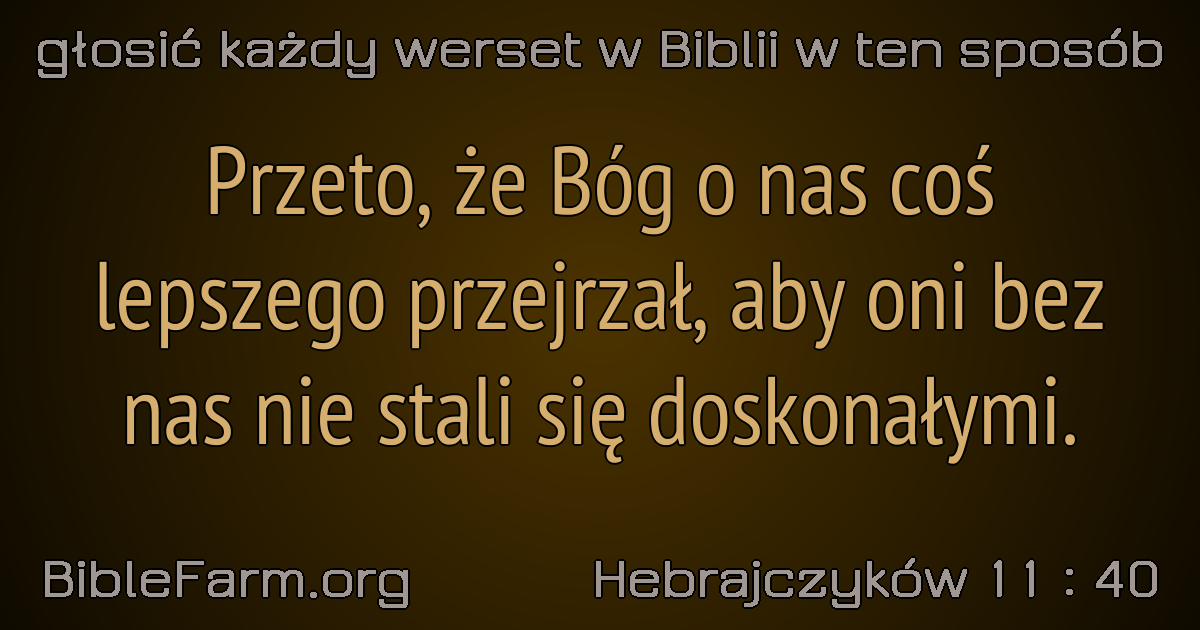 głosić każdy werset w Biblii w ten sposób
Przeto, że Bóg o nas coś
lepszego przejrzał, aby oni bez
nas nie stali się doskonałymi.
BibleFarm.org
Hebrajczyków 11 : 40